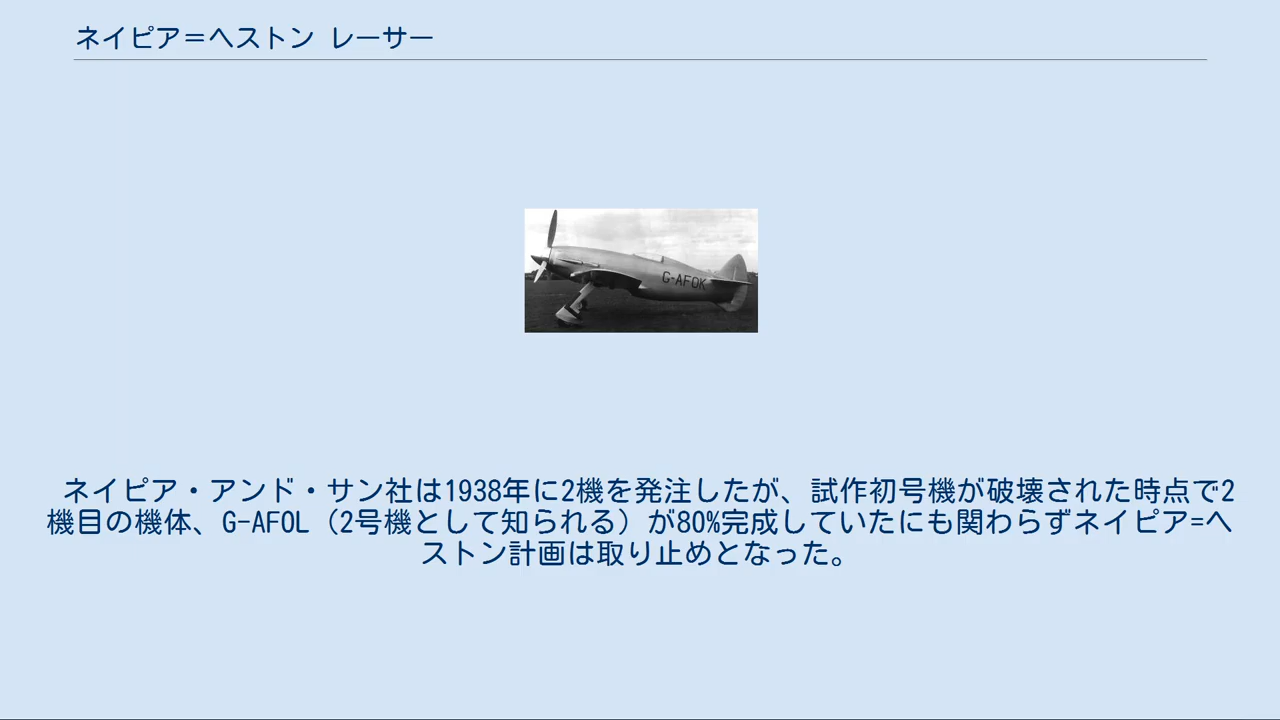 ネイピア＝ヘストン レーサー
G-AFOK
ネイピア・アンド・サン社は1938年に2機を発注したが、試作初号機が破壊された時点で2
機目の機体、G-AFOL（2号機として知られる）が80%完成していたにも関わらずネイピア=ヘ
ストン計画は取り止めとなった。